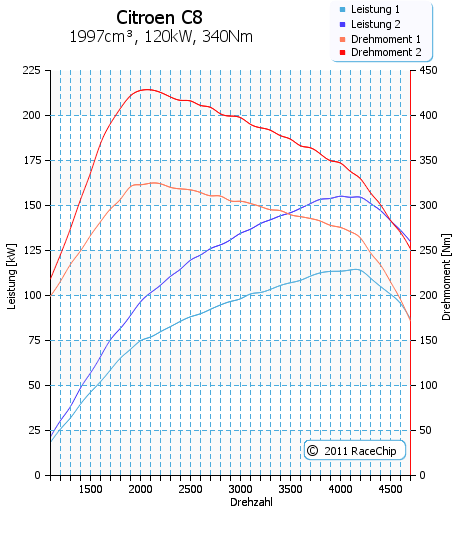 Citroen C8
1997cm³, 120kW, 340Nm
Leistung 1
Leistung 2
Drehmoment 1
Drehmoment 2
225
200
175
150
125
100
75
50
25
0
Leistung [kW]
450
400
350
300
250
200
150
100
50
0
Drehmoment [Nm]
© 2011 RaceChip
1500 2000 2500 3000 3500 4000 4500
Drehzahl